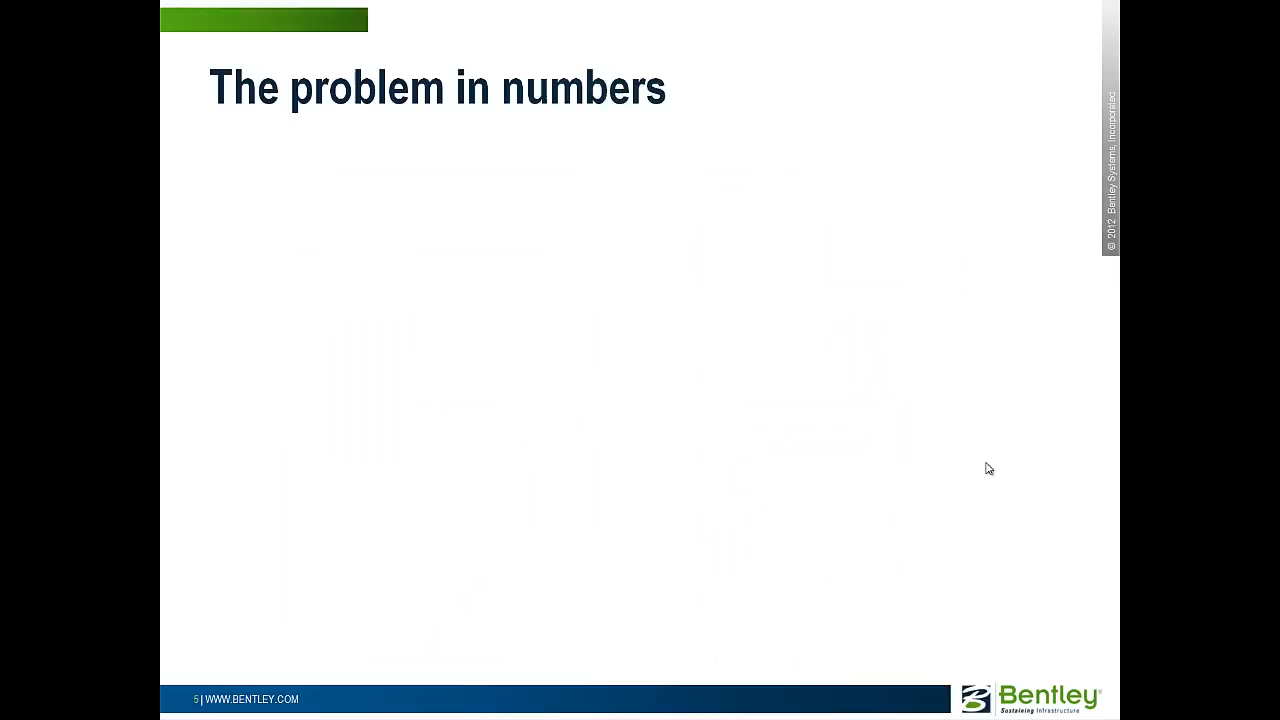 The problem in numbers
© 2012 Bentley Systems, Incorporated
5 | WWW.BENTLEY.COM
Bentley®
Sustaining Infrastructure